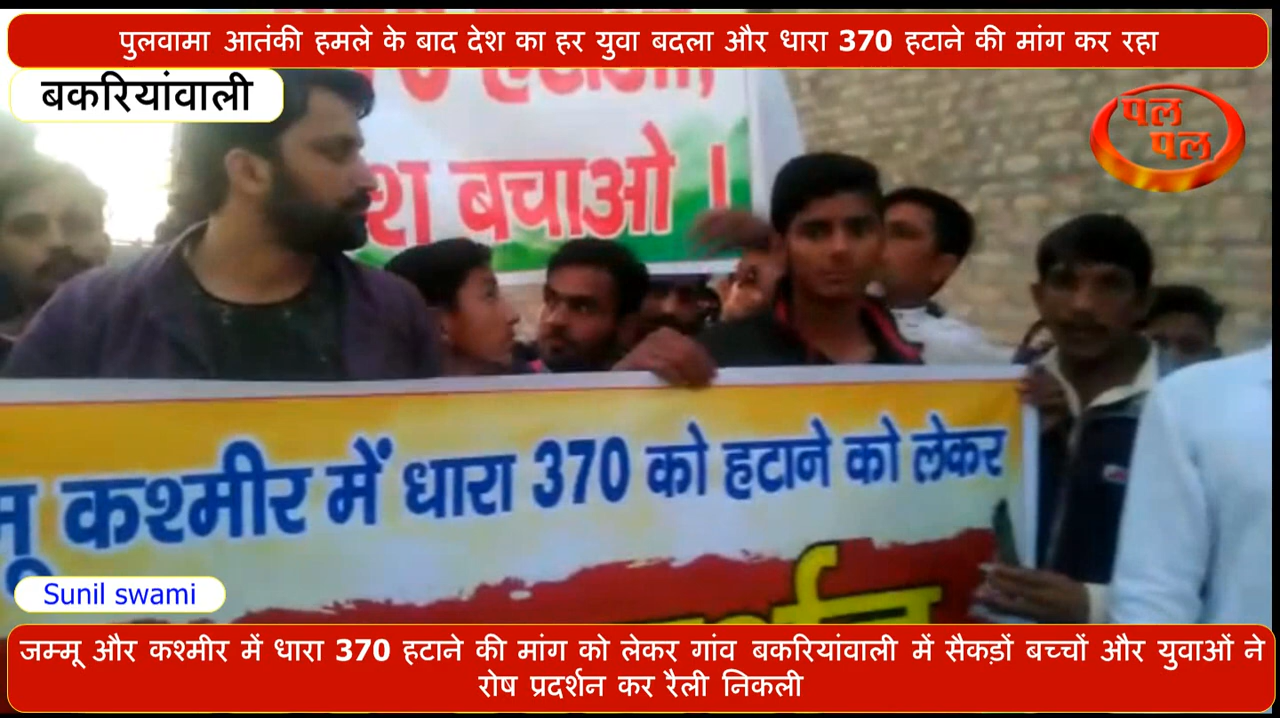 पुलवामा आतंकी हमले के बाद देश का हर युवा बदला और धारा 370 हटाने की मांग कर रहा
बकरियांवाली
पल
पल
बचाओ ।
कश्मीर में धारा 370 को हटाने को लेकर
Sunil swami
जम्मू और कश्मीर में धारा 370 हटाने की मांग को लेकर गांव बकरियांवाली में सैकड़ों बच्चों और युवाओं ने
रोष प्रदर्शन कर रैली निकली